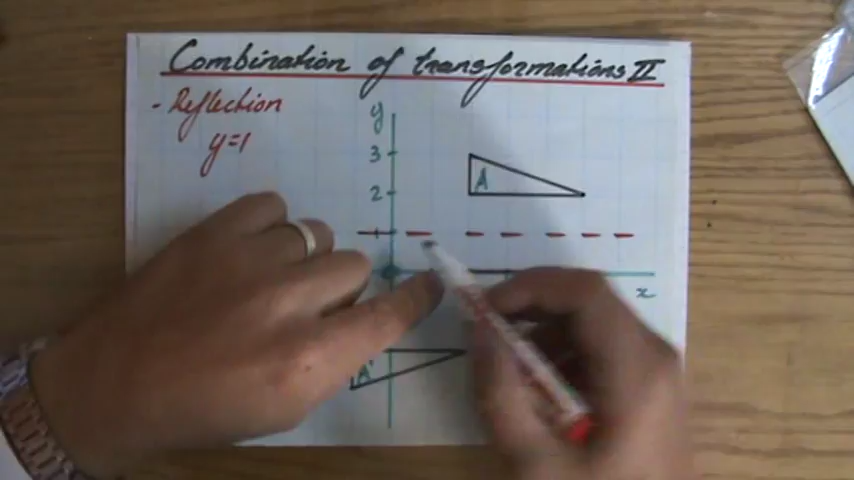 Combination of transformations II
- Reflection
y=1
y
3
2
1
A
x
A'